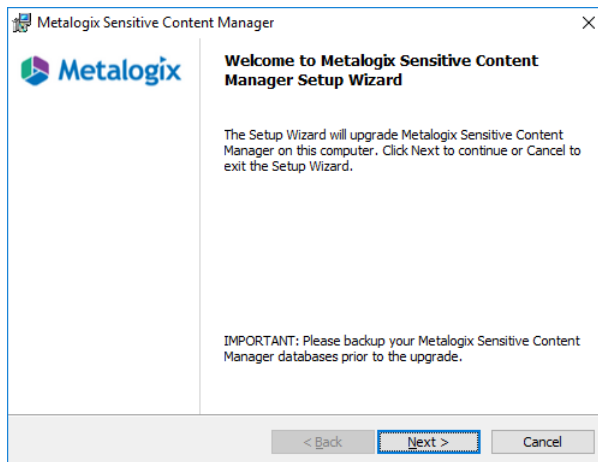 Metalogix Sensitive Content Manager
Metalogix
Welcome to Metalogix Sensitive Content
Manager Setup Wizard
The Setup Wizard will upgrade Metalogix Sensitive Content
Manager on this computer. Click Next to continue or Cancel to
exit the Setup Wizard.
IMPORTANT: Please backup your Metalogix Sensitive Content
Manager databases prior to the upgrade.
< Back Next > Cancel